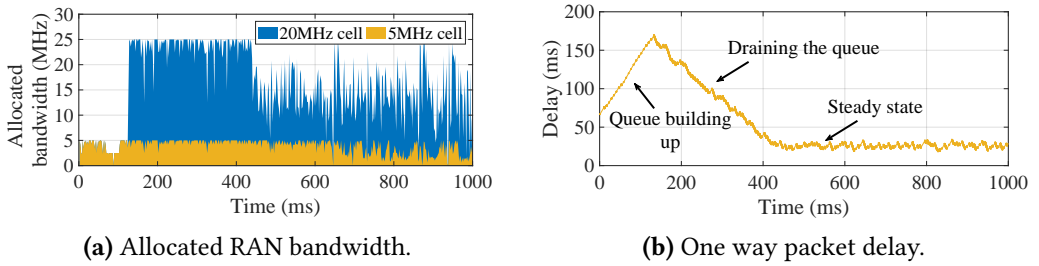 Allocated
bandwidth (MHz)
30
25
20
15
10
5
0
20MHz cell
5MHz cell
0 200 400 600 800 1000
Time (ms)
(a) Allocated RAN bandwidth.
Delay (ms)
150
100
50
0
Draining the queue
Queue building
up
Steady state
0 200 400 600 800 1000
Time (ms)
(b) One way packet delay.